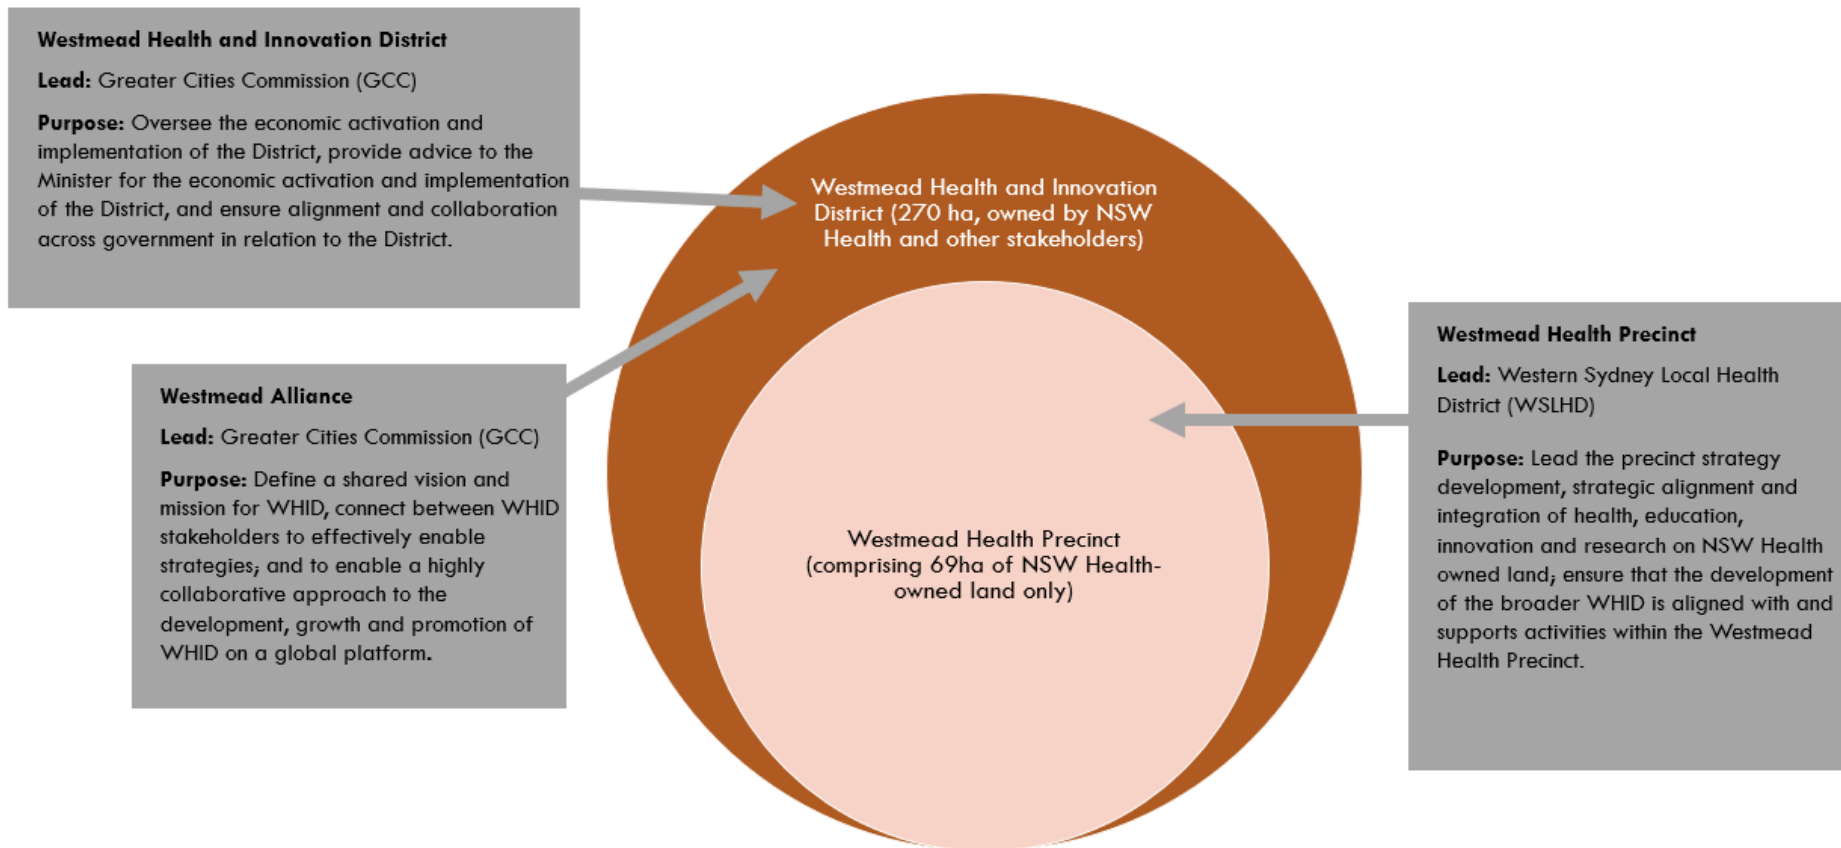 Westmead Health and Innovation District
Lead: Greater Cities Commission (GCC)
Purpose: Oversee the economic activation and
implementation of the District, provide advice to the
Minister for the economic activation and implementation
of the District, and ensure alignment and collaboration
across government in relation to the District.
Westmead Alliance
Lead: Greater Cities Commission (GCC)
Purpose: Define a shared vision and
mission for WHID, connect between WHID
stakeholders to effectively enable
strategies; and to enable a highly
collaborative approach to the
development, growth and promotion of
WHID on a global platform.
Westmead Health and Innovation
District (270 ha, owned by NSW
Health and other stakeholders)
Westmead Health Precinct
(comprising 69ha of NSW Health-
owned land only)
Westmead Health Precinct
Lead: Western Sydney Local Health
District (WSLHD)
Purpose: Lead the precinct strategy
development, strategic alignment and
integration of health, education,
innovation and research on NSW Health
owned land; ensure that the development
of the broader WHID is aligned with and
supports activities within the Westmead
Health Precinct.